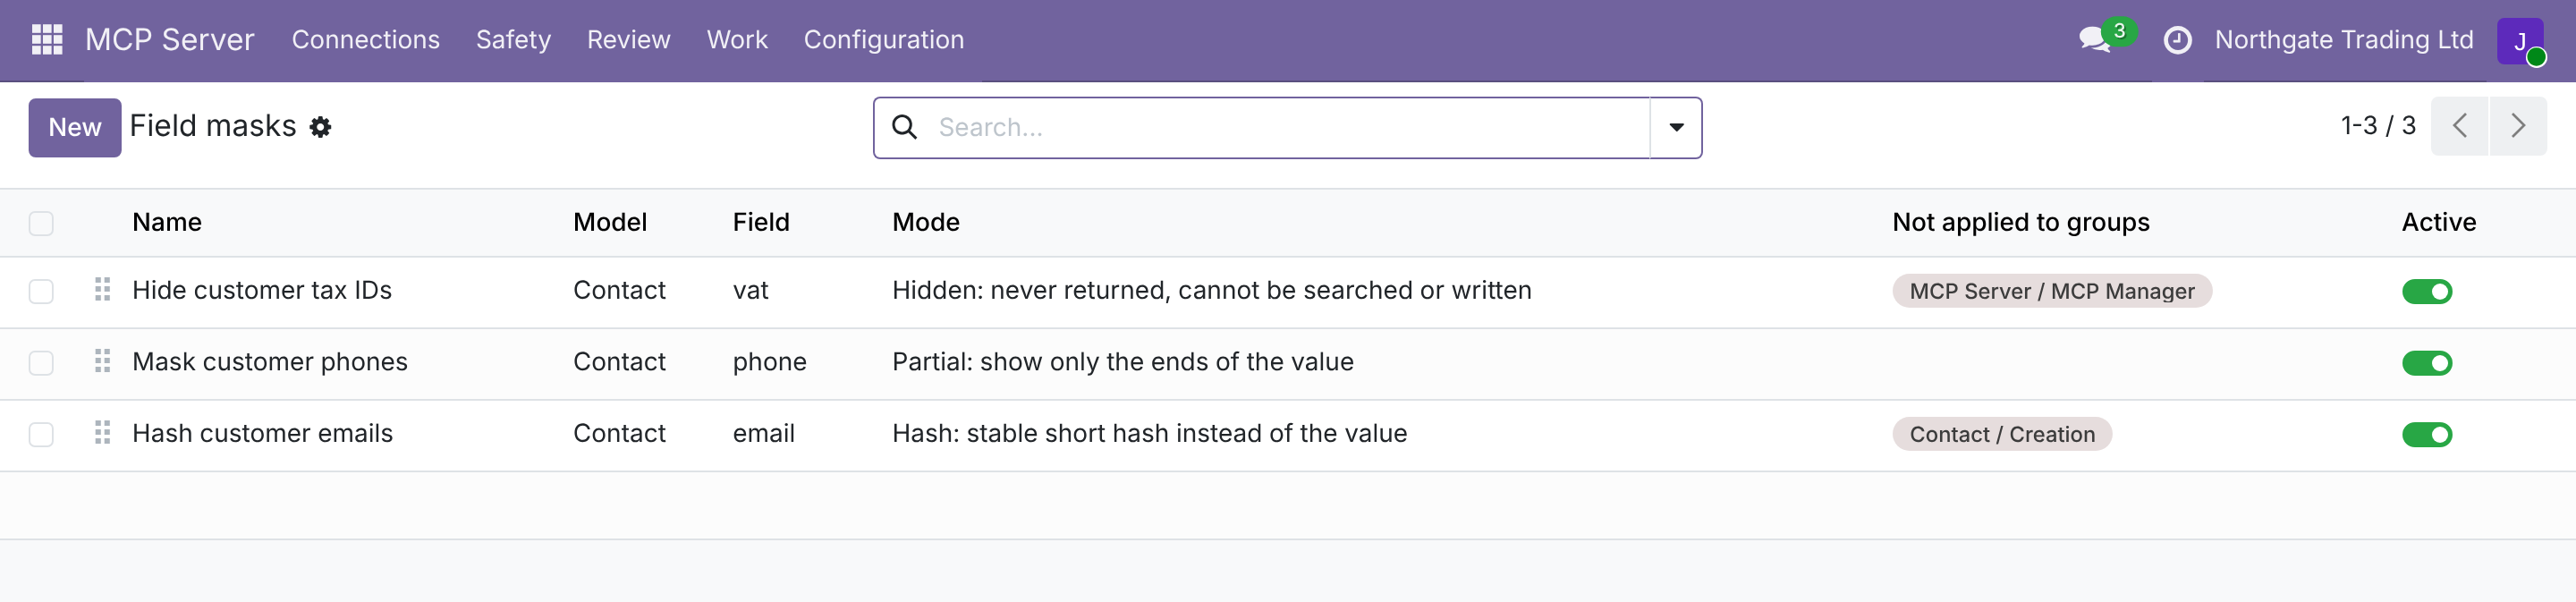 MCP Server Connections Safety Review Work Configuration 3 Northgate Trading Ltd J
New Field masks Search... 1-3 / 3
Name Model Field Mode Not applied to groups Active
Hide customer tax IDs Contact vat Hidden: never returned, cannot be searched or written MCP Server / MCP Manager
Mask customer phones Contact phone Partial: show only the ends of the value
Hash customer emails Contact email Hash: stable short hash instead of the value Contact / Creation